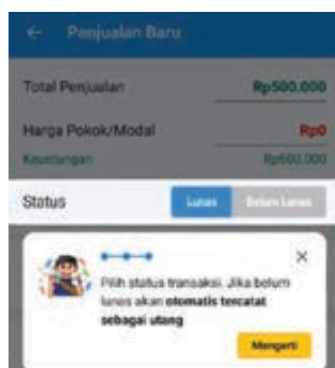 Penjualan Baru
Total Penjualan Rp500.000
Harga Pokok/Modal Rp0
Keuntungan Rp500.000
Status Lunas Belum Lunas
Pilih status transaksi. Jika belum
lunas akan otomatis tercatat
sebagai utang
Mengerti